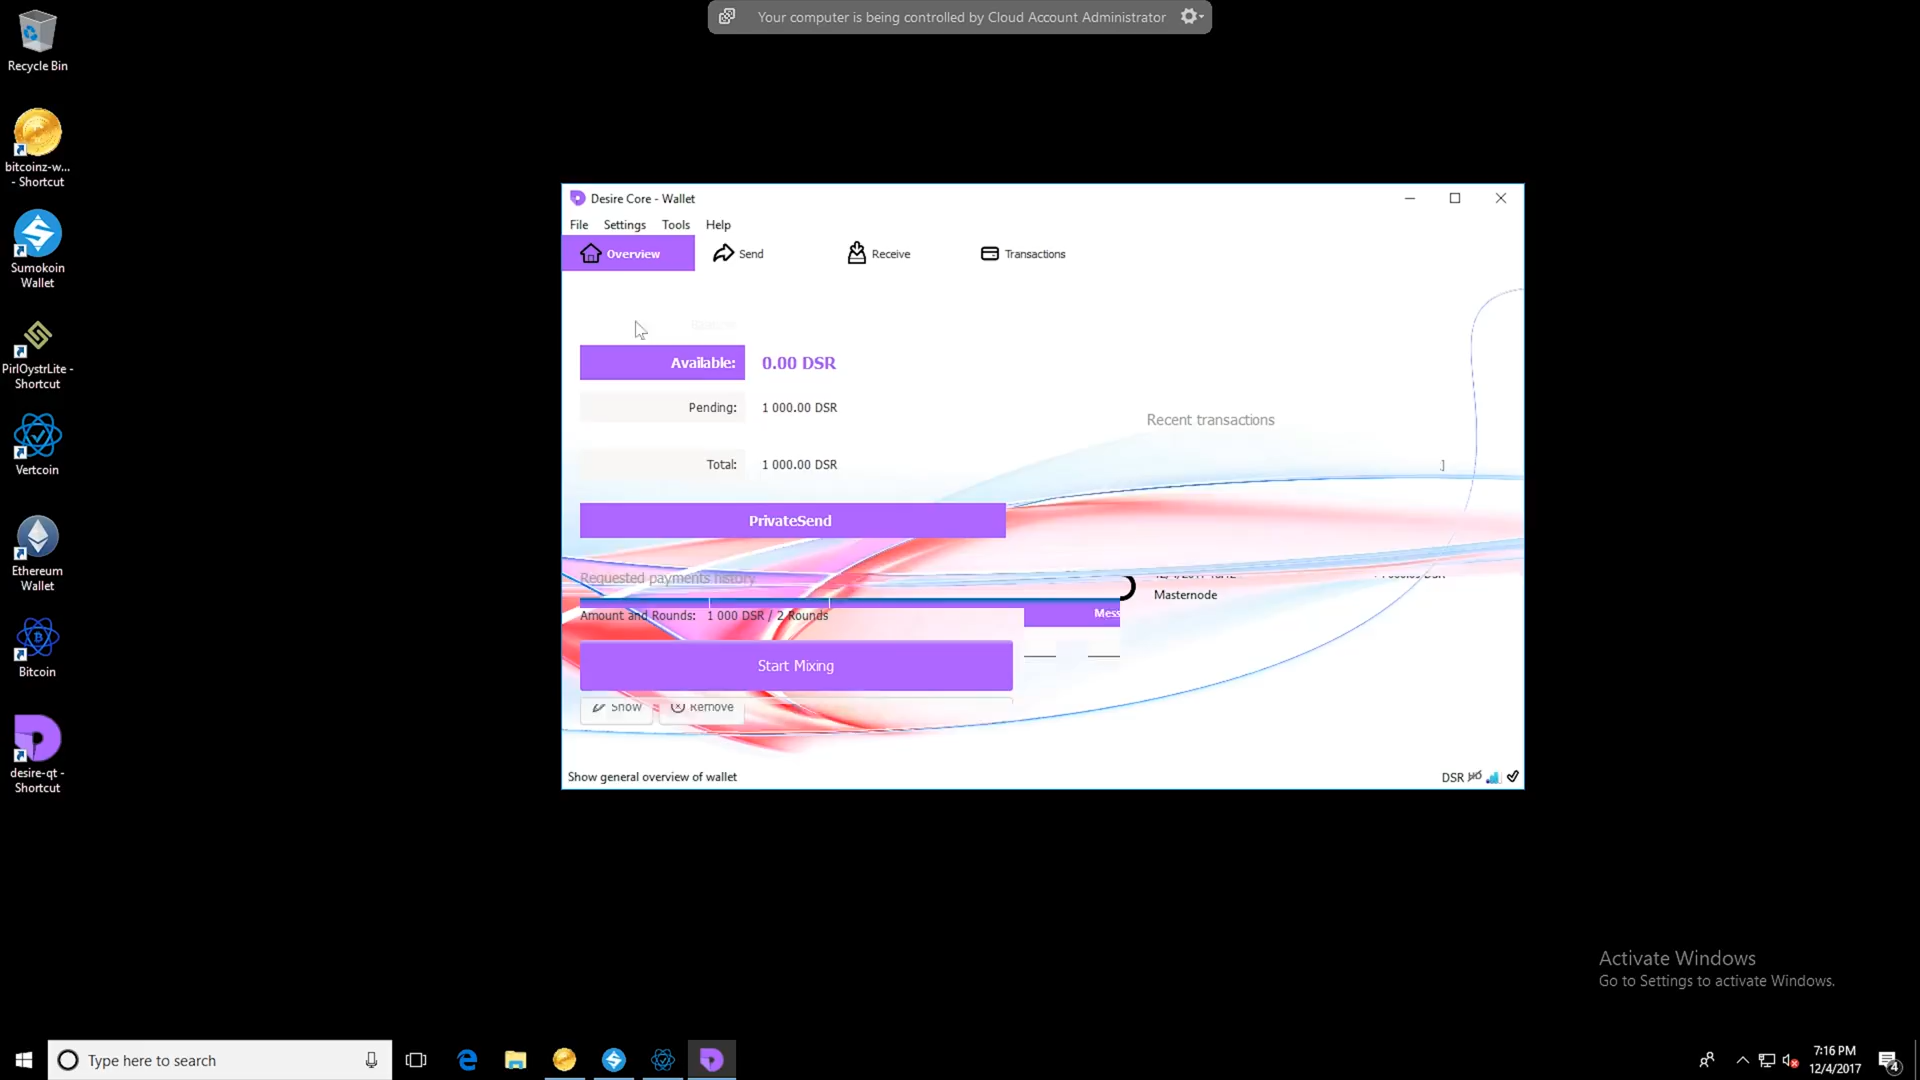 Your computer is being controlled by Cloud Account Administrator
Recycle Bin
bitcoinz-w...
- Shortcut
Sumokoin
Wallet
PirlOystrLite -
Shortcut
Vertcoin
Ethereum
Wallet
Bitcoin
desire-qt -
Shortcut
Desire Core - Wallet
File Settings Tools Help
Overview Send Receive Transactions
Available: 0.00 DSR
Pending: 1 000.00 DSR
Recent transactions
Total: 1 000.00 DSR
]
PrivateSend
Requested payments history
Masternode
Amount and Rounds: 1 000 DSR / 2 Rounds
Mess
Start Mixing
Show Remove
Show general overview of wallet
DSR HD
Activate Windows
Go to Settings to activate Windows.
Type here to search
7:16 PM
12/4/2017
4